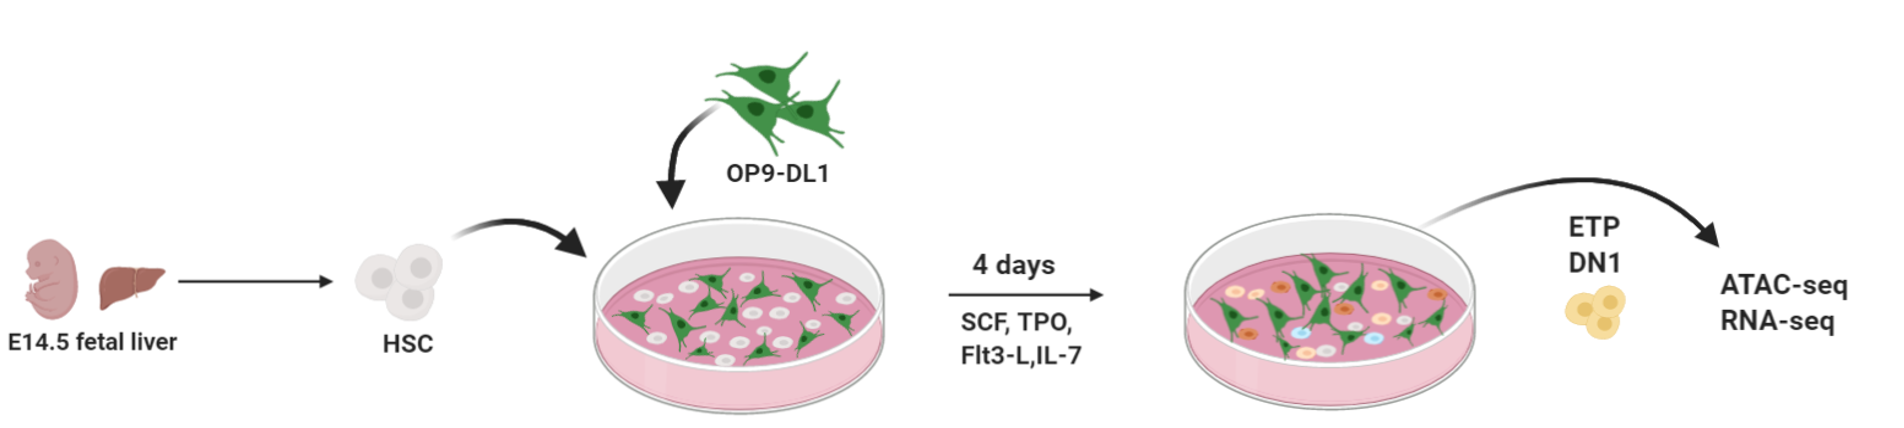 E14.5 fetal liver
HSC
OP9-DL1
4 days
SCF, TPO,
Flt3-L,IL-7
ETP
DN1
ATAC-seq
RNA-seq